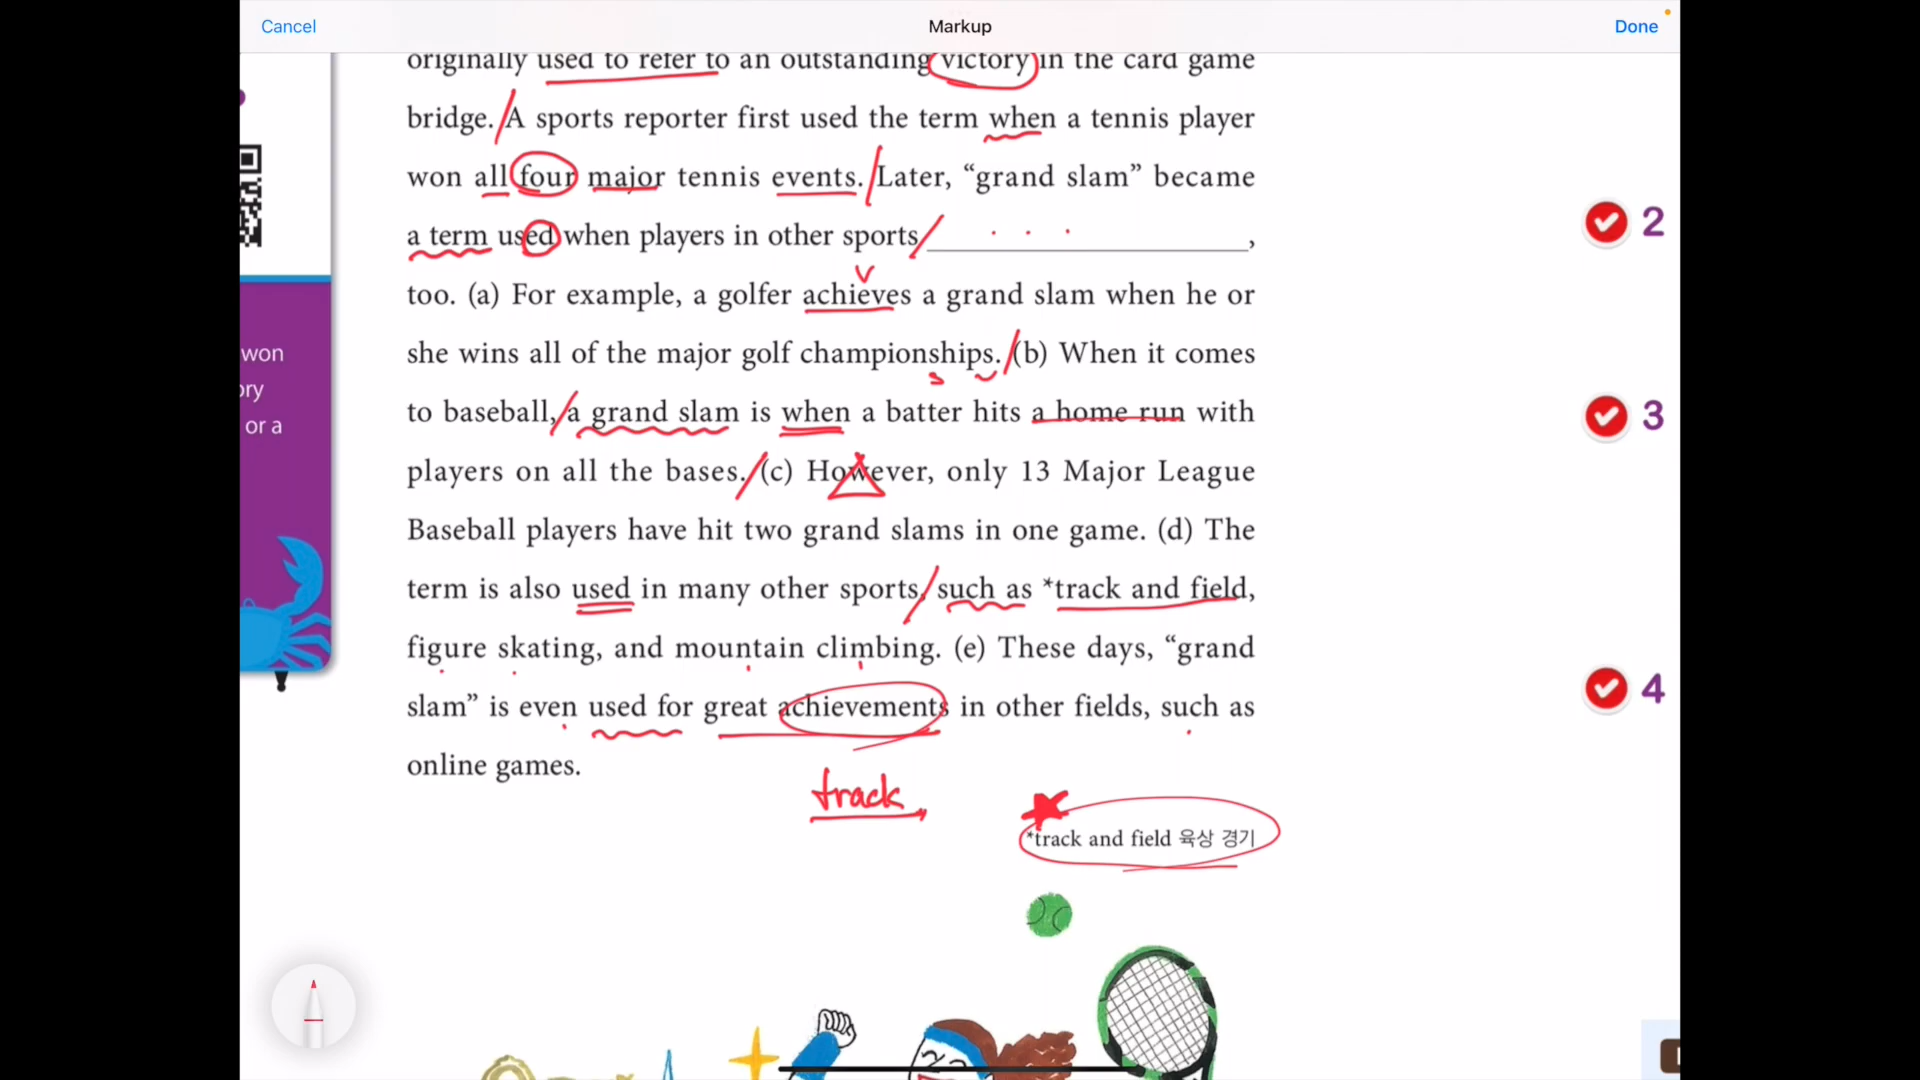 Cancel
Markup
Done
originally used to refer to an outstanding victory in the card game
bridge. A sports reporter first used the term when a tennis player
won all four major tennis events. Later, “grand slam” became
a term used when players in other sports ____________________,
too. (a) For example, a golfer achieves a grand slam when he or
she wins all of the major golf championships. (b) When it comes
to baseball, a grand slam is when a batter hits a home run with
players on all the bases. (c) However, only 13 Major League
Baseball players have hit two grand slams in one game. (d) The
term is also used in many other sports, such as *track and field,
figure skating, and mountain climbing. (e) These days, “grand
slam” is even used for great achievements in other fields, such as
online games.
track
*track and field 육상 경기
won
ory
or a
2
3
4